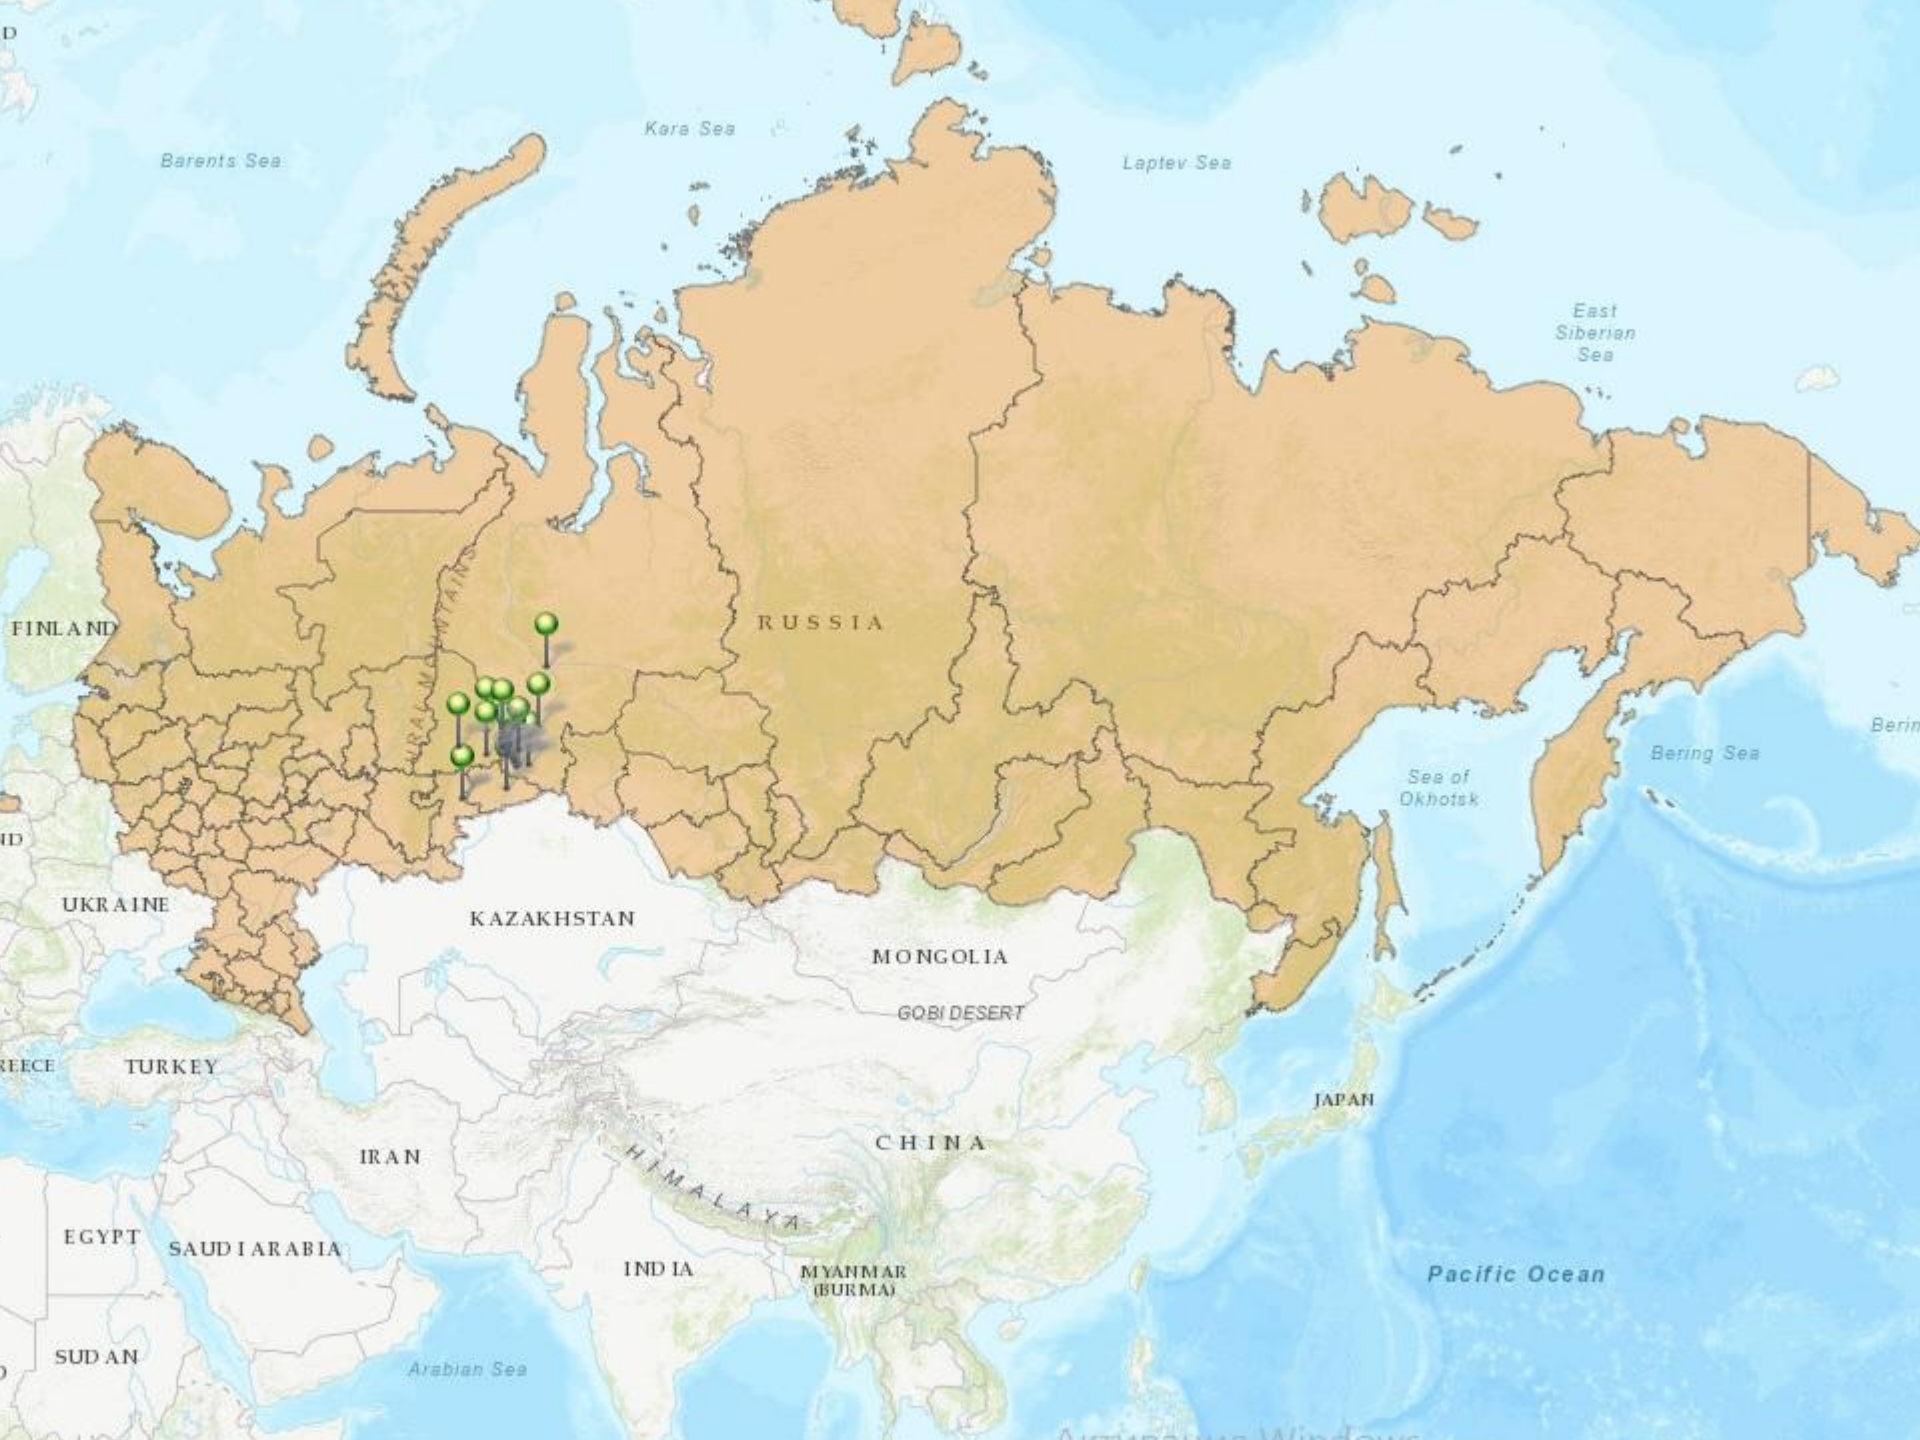 Kara Sea
Barents Sea
Laptev Sea
East
Siberian
Sea
FINLAND
URAL MOUNTAINS
RUSSIA
Bering Sea
Sea of
Okhotsk
UKRAINE
KAZAKHSTAN
MONGOLIA
GOBI DESERT
TURKEY
JAPAN
CHINA
IRAN
HIMALAYA
EGYPT
SAUDI ARABIA
INDIA
MYANMAR
(BURMA)
Pacific Ocean
SUDAN
Arabian Sea